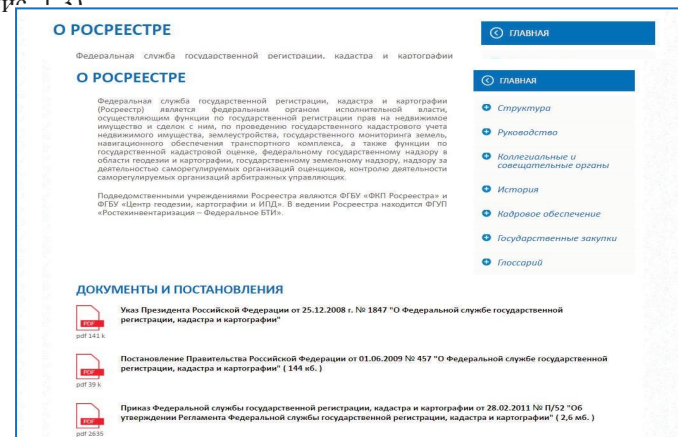 О РОСРЕЕСТРЕ
ГЛАВНАЯ
Федеральная служба государственной регистрации, кадастра и картографии
О РОСРЕЕСТРЕ
Федеральная служба государственной регистрации, кадастра и картографии
(Росреестр) является федеральным органом исполнительной власти,
осуществляющим функции по государственной регистрации прав на недвижимое
имущество и сделок с ним, по проведению государственного кадастрового учета
недвижимого имущества, землеустройства, государственного мониторинга земель,
навигационного обеспечения транспортного комплекса, а также функции по
государственной кадастровой оценке, федеральному государственному надзору в
области геодезии и картографии, государственному земельному надзору, надзору за
деятельностью саморегулируемых организаций оценщиков, контролю деятельности
саморегулируемых организаций арбитражных управляющих.
Подведомственными учреждениями Росреестра являются ФГБУ «ФКП Росреестра» и
ФГБУ «Центр геодезии, картографии и ИПД». В ведении Росреестра находится ФГУП
«Ростехинвентаризация – Федеральное БТИ».
ГЛАВНАЯ
Структура
Руководство
Коллегиальные и
совещательные органы
История
Кадровое обеспечение
Государственные закупки
Глоссарий
ДОКУМЕНТЫ И ПОСТАНОВЛЕНИЯ
PDF
pdf 141 k
Указ Президента Российской Федерации от 25.12.2008 г. № 1847 "О Федеральной службе государственной
регистрации, кадастра и картографии"
PDF
pdf 39 k
Постановление Правительства Российской Федерации от 01.06.2009 № 457 "О Федеральной службе государственной
регистрации, кадастра и картографии" ( 144 кб. )
PDF
pdf 2635
Приказ Федеральной службы государственной регистрации, кадастра и картографии от 28.02.2011 № П/52 "Об
утверждении Регламента Федеральной службы государственной регистрации, кадастра и картографии" ( 2,6 мб. )